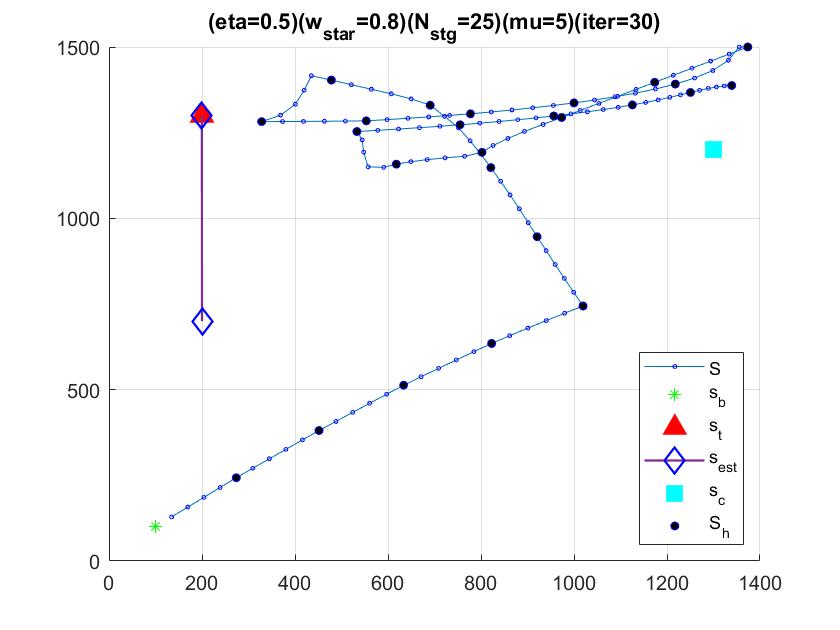 (eta=0.5)(w_star=0.8)(N_stg=25)(mu=5)(iter=30)
1500
1000
500
0
0 200 400 600 800 1000 1200 1400
S
s_b
s_t
s_est
s_c
S_h